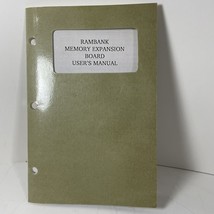 RAMBANK
MEMORY EXPANSION
BOARD
USER'S MANUAL